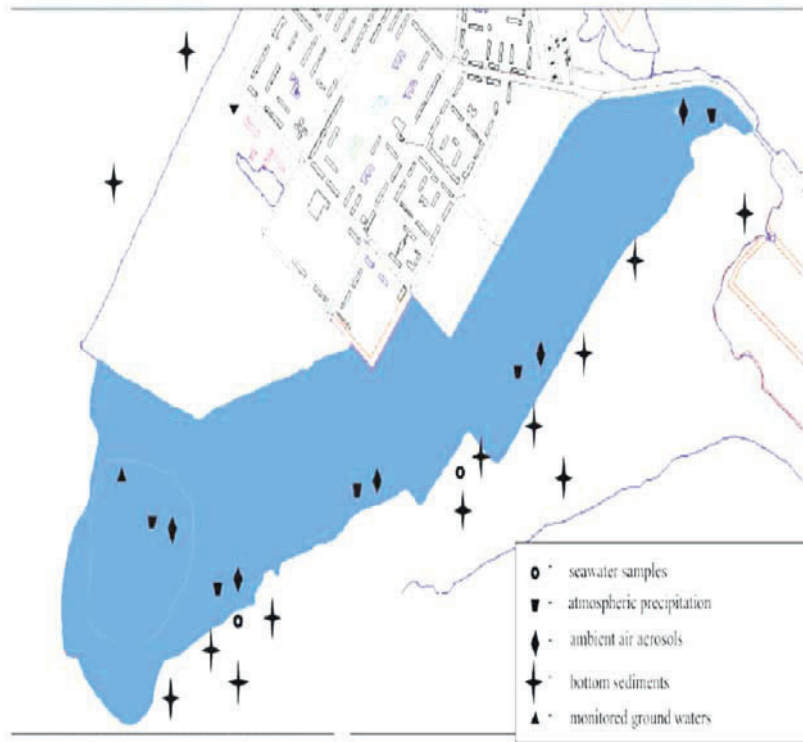 - seawater samples
- atmospheric precipitation
- ambient air aerosols
- bottom sediments
- monitored ground waters